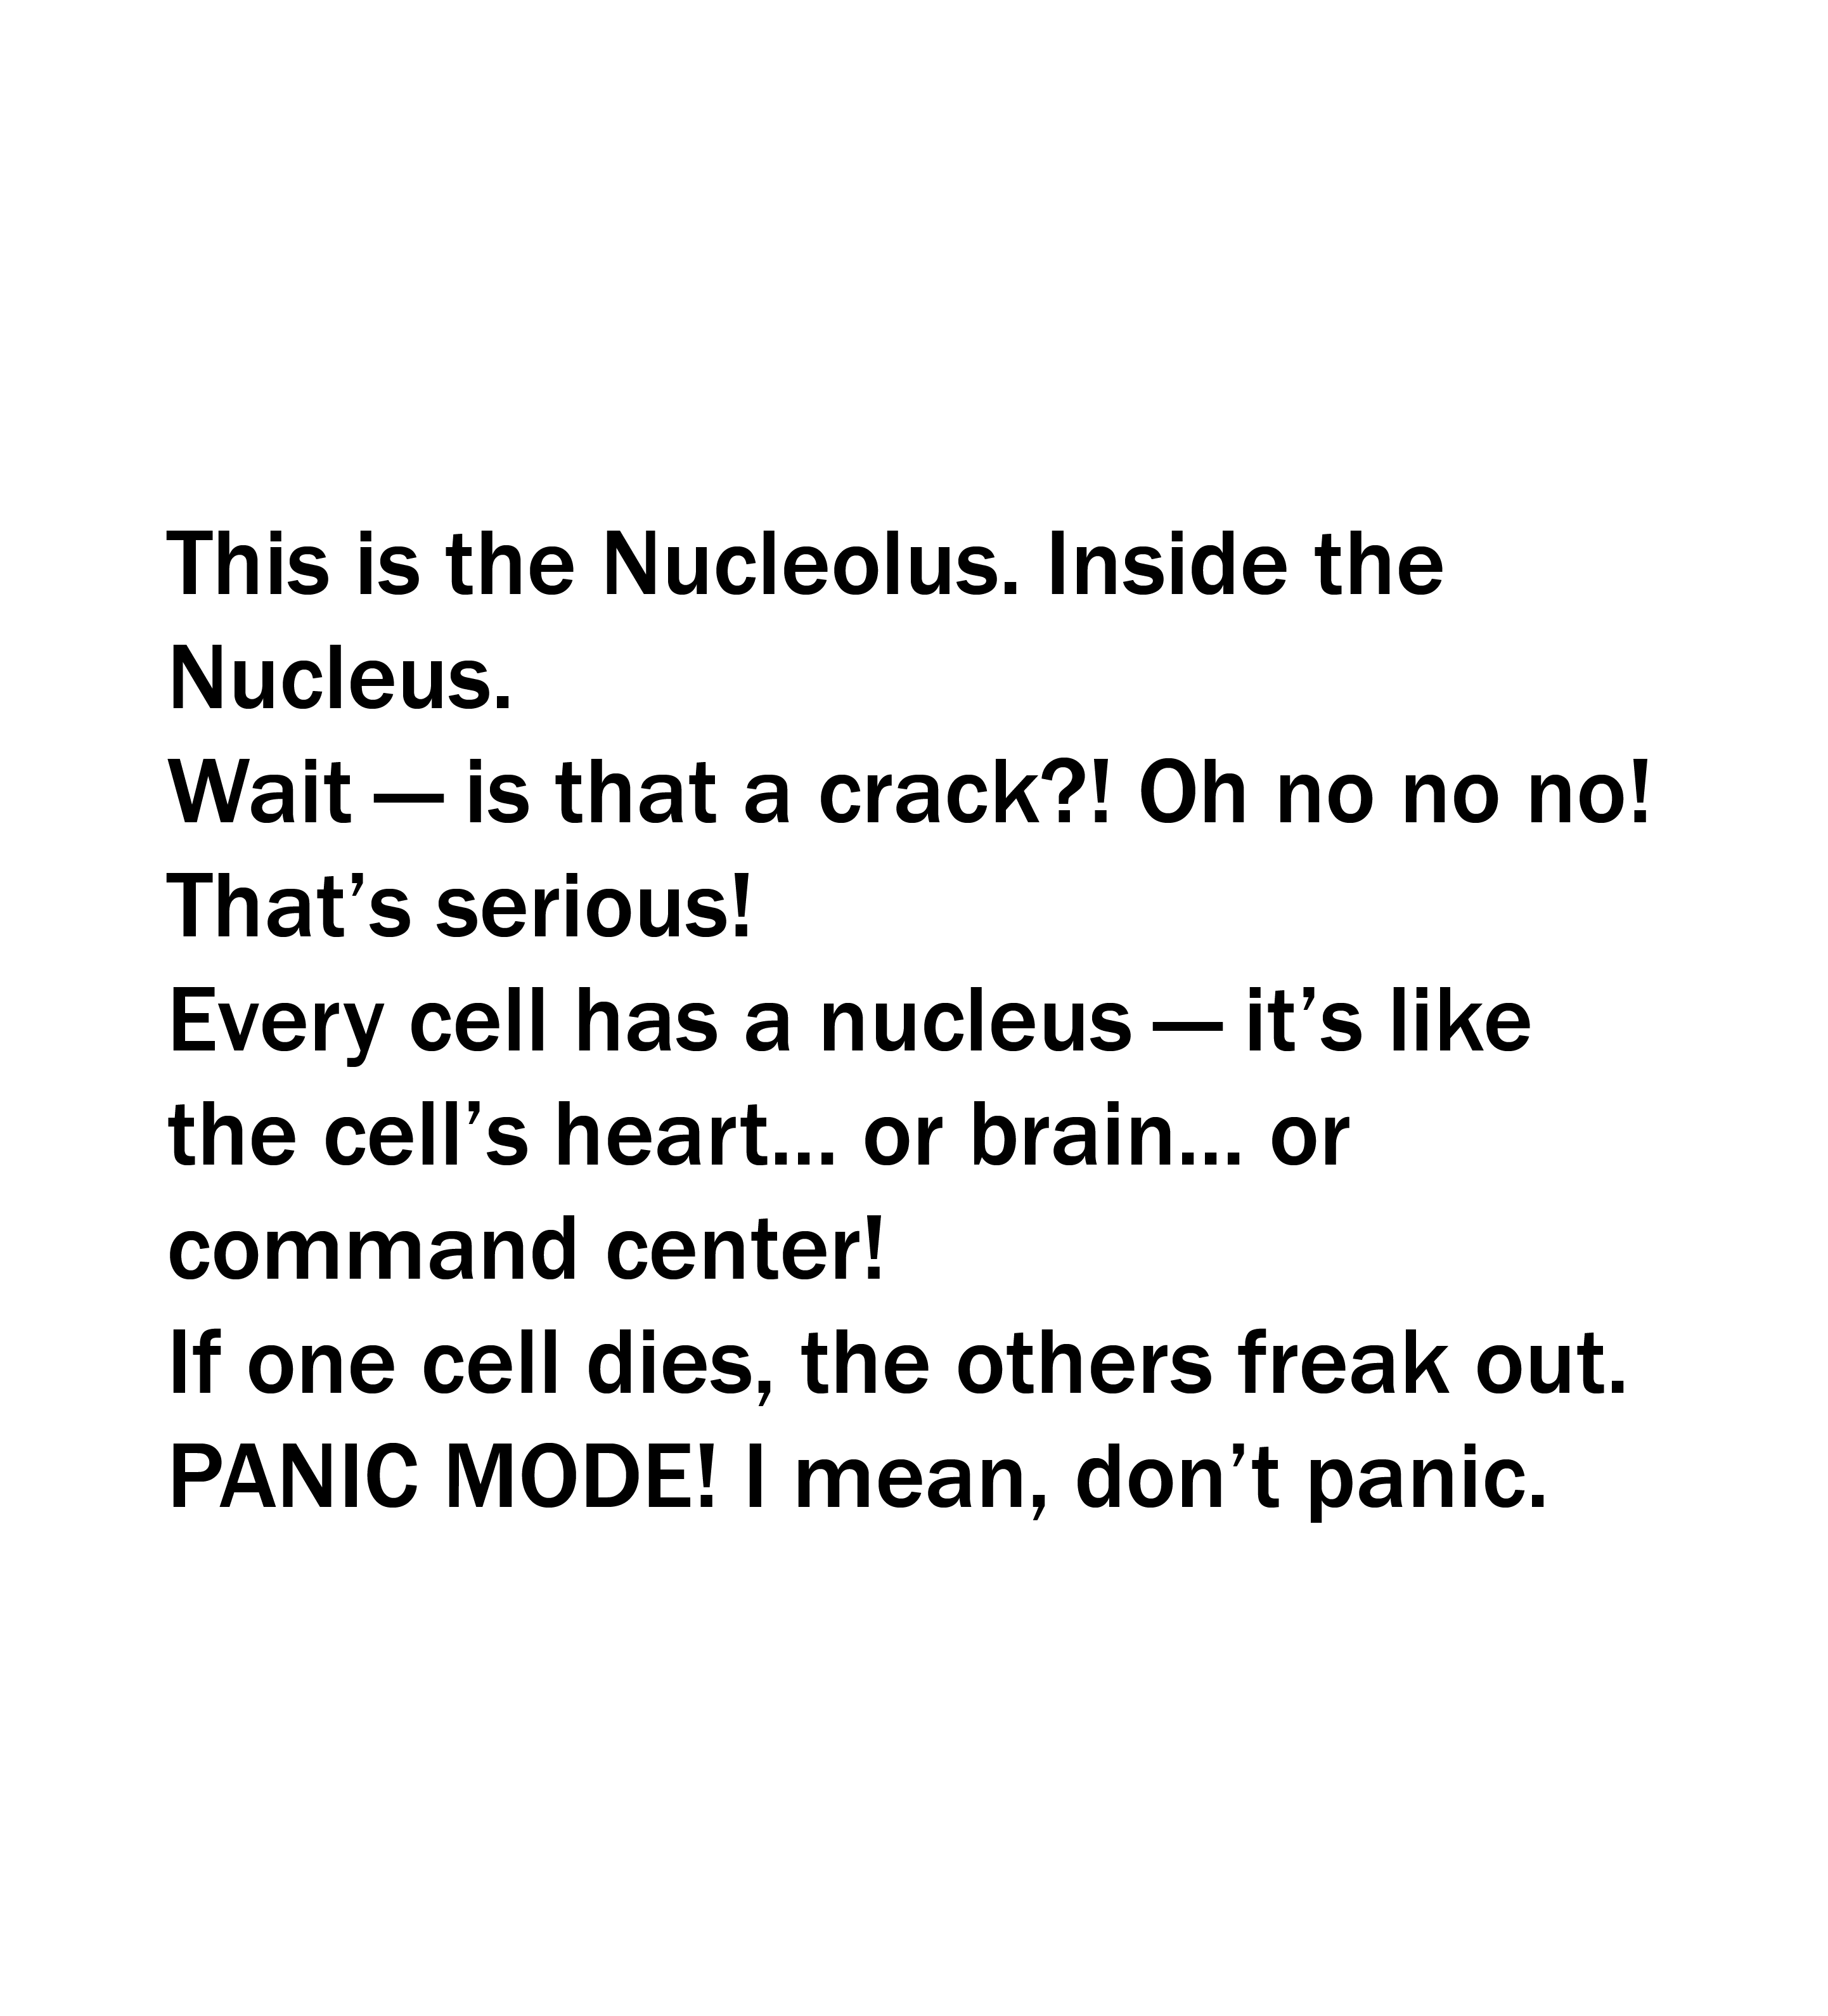 This is the Nucleolus. Inside the
Nucleus.
Wait — is that a crack?! Oh no no no!
That’s serious!
Every cell has a nucleus — it’s like
the cell’s heart... or brain... or
command center!
If one cell dies, the others freak out.
PANIC MODE! I mean, don’t panic.